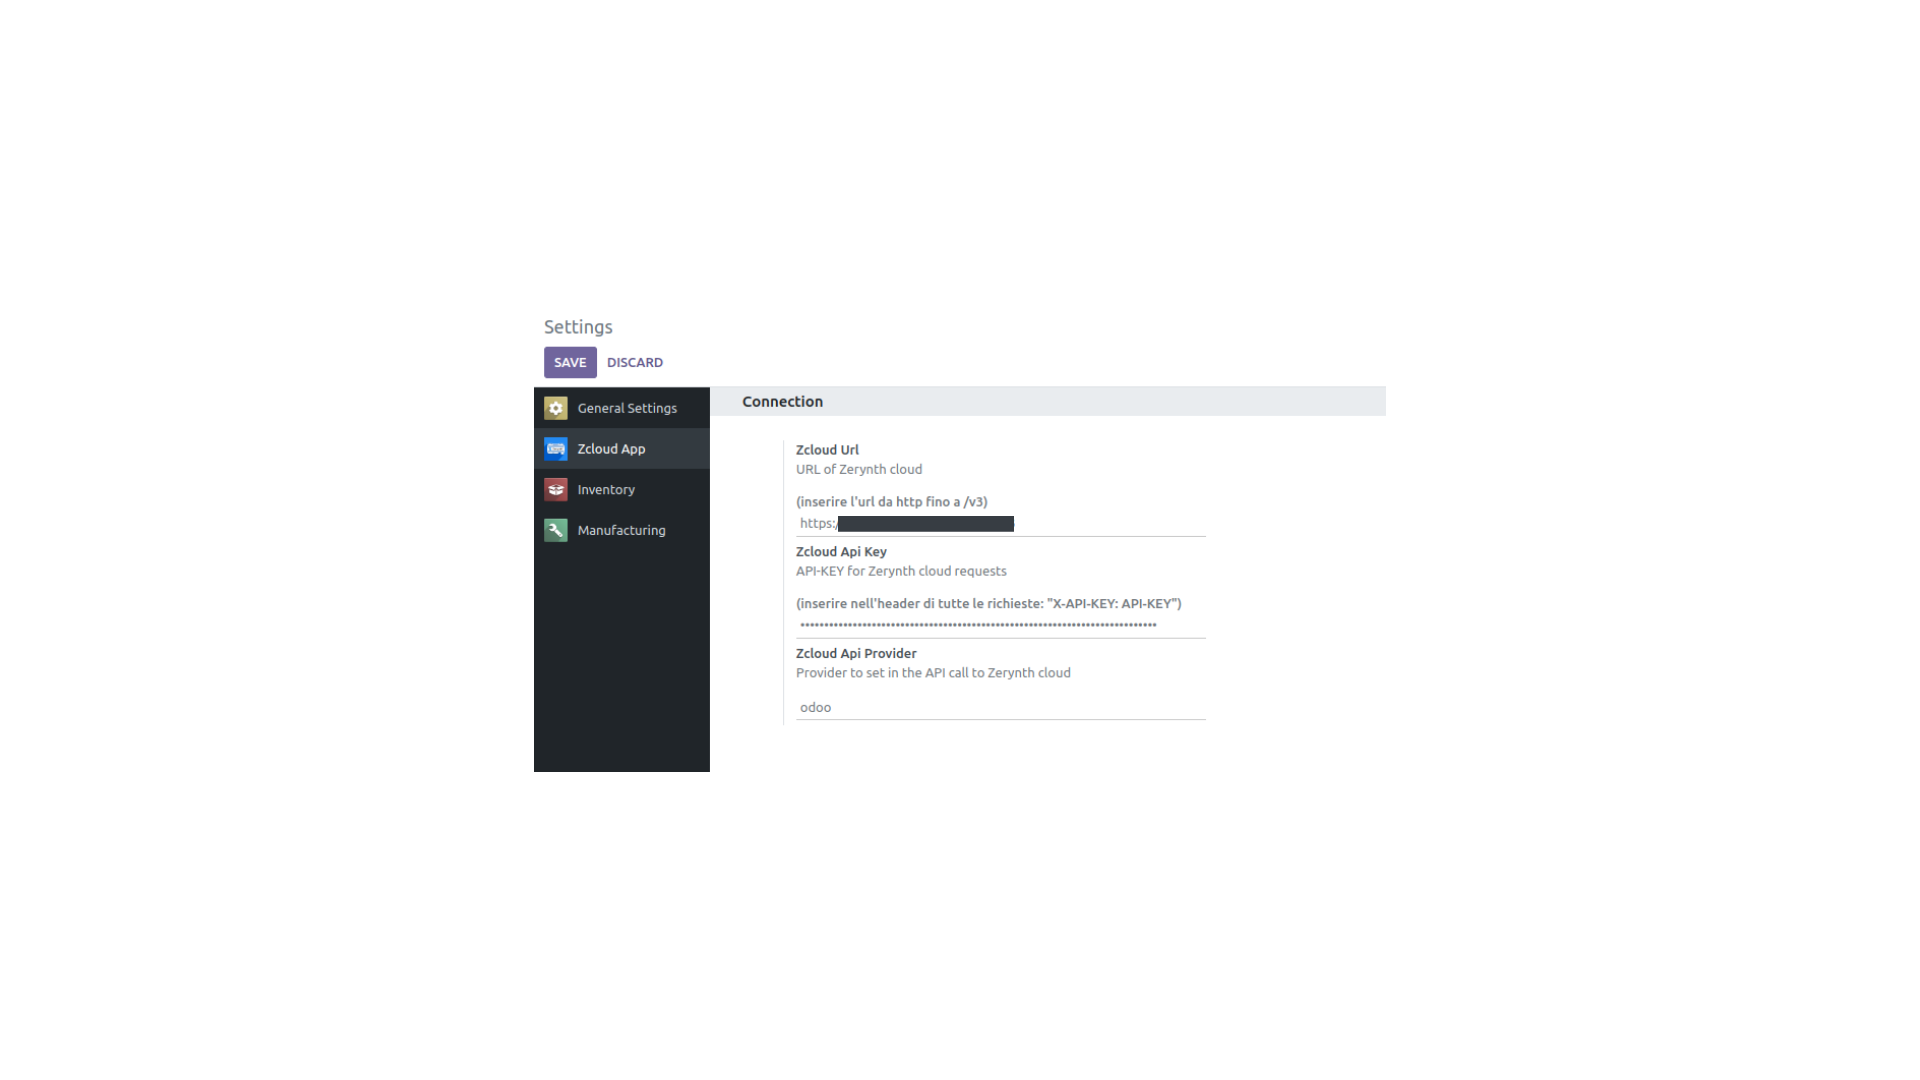 Settings
SAVE DISCARD
General Settings
Zcloud App
Inventory
Manufacturing
Connection
Zcloud Url
URL of Zerynth cloud
(inserire l'url da http fino a /v3)
https:/
Zcloud Api Key
API-KEY for Zerynth cloud requests
(inserire nell'header di tutte le richieste: "X-API-KEY: API-KEY")
Zcloud Api Provider
Provider to set in the API call to Zerynth cloud
odoo